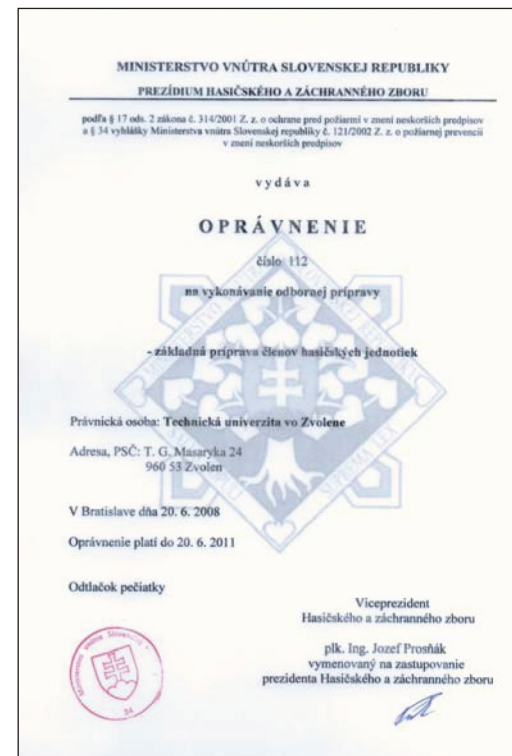 MINISTERSTVO VNÚTRA SLOVENSKEJ REPUBLIKY
PREZÍDIUM HASIČSKÉHO A ZÁCHRANNÉHO ZBORU
podľa § 17 ods. 2 zákona č. 314/2001 Z. z. o ochrane pred požiarmi v znení neskorších predpisov
a § 34 vyhlášky Ministerstva vnútra Slovenskej republiky č. 121/2002 Z. z. o požiarnej prevencii
v znení neskorších predpisov
vydáva
OPRÁVNENIE
číslo 112
na vykonávanie odbornej prípravy
- základná príprava členov hasičských jednotiek
Právnická osoba: Technická univerzita vo Zvolene
Adresa, PSČ: T. G. Masaryka 24
960 53 Zvolen
V Bratislave dňa 20. 6. 2008
Oprávnenie platí do 20. 6. 2011
Odtlačok pečiatky
Viceprezident
Hasičského a záchranného zboru
plk. Ing. Jozef Prosňák
vymenovaný na zastupovanie
prezidenta Hasičského a záchranného zboru
Ministerstvo vnútra
34